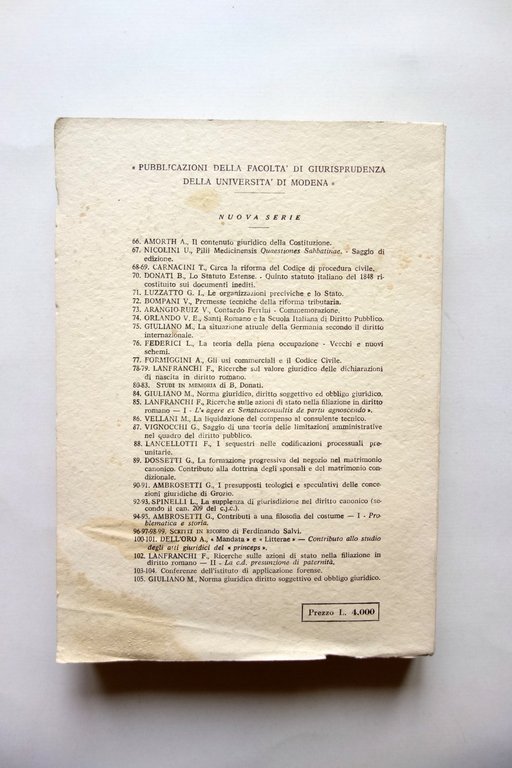 « PUBBLICAZIONI DELLA FACOLTA' DI GIURISPRUDENZA
DELLA UNIVERSITA' DI MODENA »
NUOVA SERIE
66. AMORTH A., Il contenuto giuridico della Costituzione.
67. NICOLINI U., Pilii Medicinensis Quaestiones Sabbatinae. - Saggio di
edizione.
68-69. CARNACINI T., Circa la riforma del Codice di procedura civile.
70. DONATI B., Lo Statuto Estense. - Quinto statuto italiano del 1848 ri-
costituito sui documenti inediti.
71. LUZZATTO G. I., Le organizzazioni preciviche e lo Stato.
72. BOMPANI V., Premesse tecniche della riforma tributaria.
73. ARANGIO-RUIZ V., Contardo Ferrini - Commemorazione.
74. ORLANDO V. E., Santi Romano e la Scuola Italiana di Diritto Pubblico.
75. GIULIANO M., La situazione attuale della Germania secondo il diritto
internazionale.
76. FEDERICI L., La teoria della piena occupazione - Vecchi e nuovi
schemi.
77. FORMIGGINI A., Gli usi commerciali e il Codice Civile.
78-79. LANFRANCHI F., Ricerche sul valore giuridico delle dichiarazioni
di nascita in diritto romano.
80-83. STUDI IN MEMORIA di B. Donati.
84. GIULIANO M., Norma giuridica, diritto soggettivo ed obbligo giuridico.
85. LANFRANCHI F., Ricerche sulle azioni di stato nella filiazione in diritto
romano — I - L'« agere ex Senatusconsultis de partu agnoscendo ».
86. VELLANI M., La liquidazione del compenso al consulente tecnico.
87. VIGNOCCHI G., Saggio di una teoria delle limitazioni amministrative
nel quadro del diritto pubblico.
88. LANCELLOTTI F., I sequestri nelle codificazioni processuali pre-
unitarie.
89. DOSSETTI G., La formazione progressiva del negozio nel matrimonio
canonico. Contributo alla dottrina degli sponsali e del matrimonio con-
dizionale.
90-91. AMBROSETTI G., I presupposti teologici e speculativi delle con-
cezioni giuridiche di Grozio.
92-93. SPINELLI L., La supplenza di giurisdizione nel diritto canonico (se-
condo il can. 209 del c.j.c.).
94-95. AMBROSETTI G., Contributi a una filosofia del costume — I - Pro-
blematica e storia.
96-97-98-99. SCRITTI IN RICORDO di Ferdinando Salvi.
100-101. DELL'ORO A., « Mandata » e « Litterae » — Contributo allo studio
degli atti giuridici del « princeps ».
102. LANFRANCHI F., Ricerche sulle azioni di stato nella filiazione in
diritto romano — II - La c.d. presunzione di paternità.
103-104. Conferenze dell'istituto di applicazione forense.
105. GIULIANO M., Norma giuridica diritto soggettivo ed obbligo giuridico.
Prezzo L. 4.000